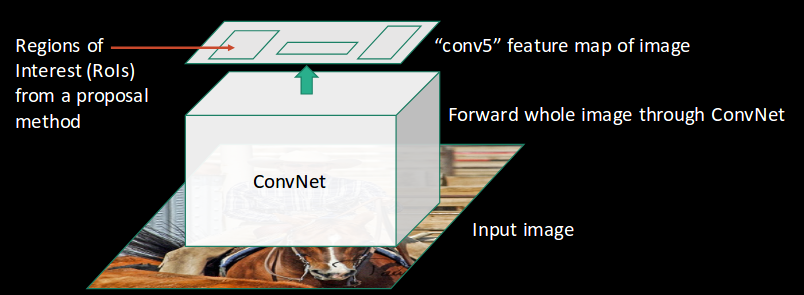 Regions of
Interest (RoIs)
from a proposal
method
“conv5” feature map of image
Forward whole image through ConvNet
ConvNet
Input image